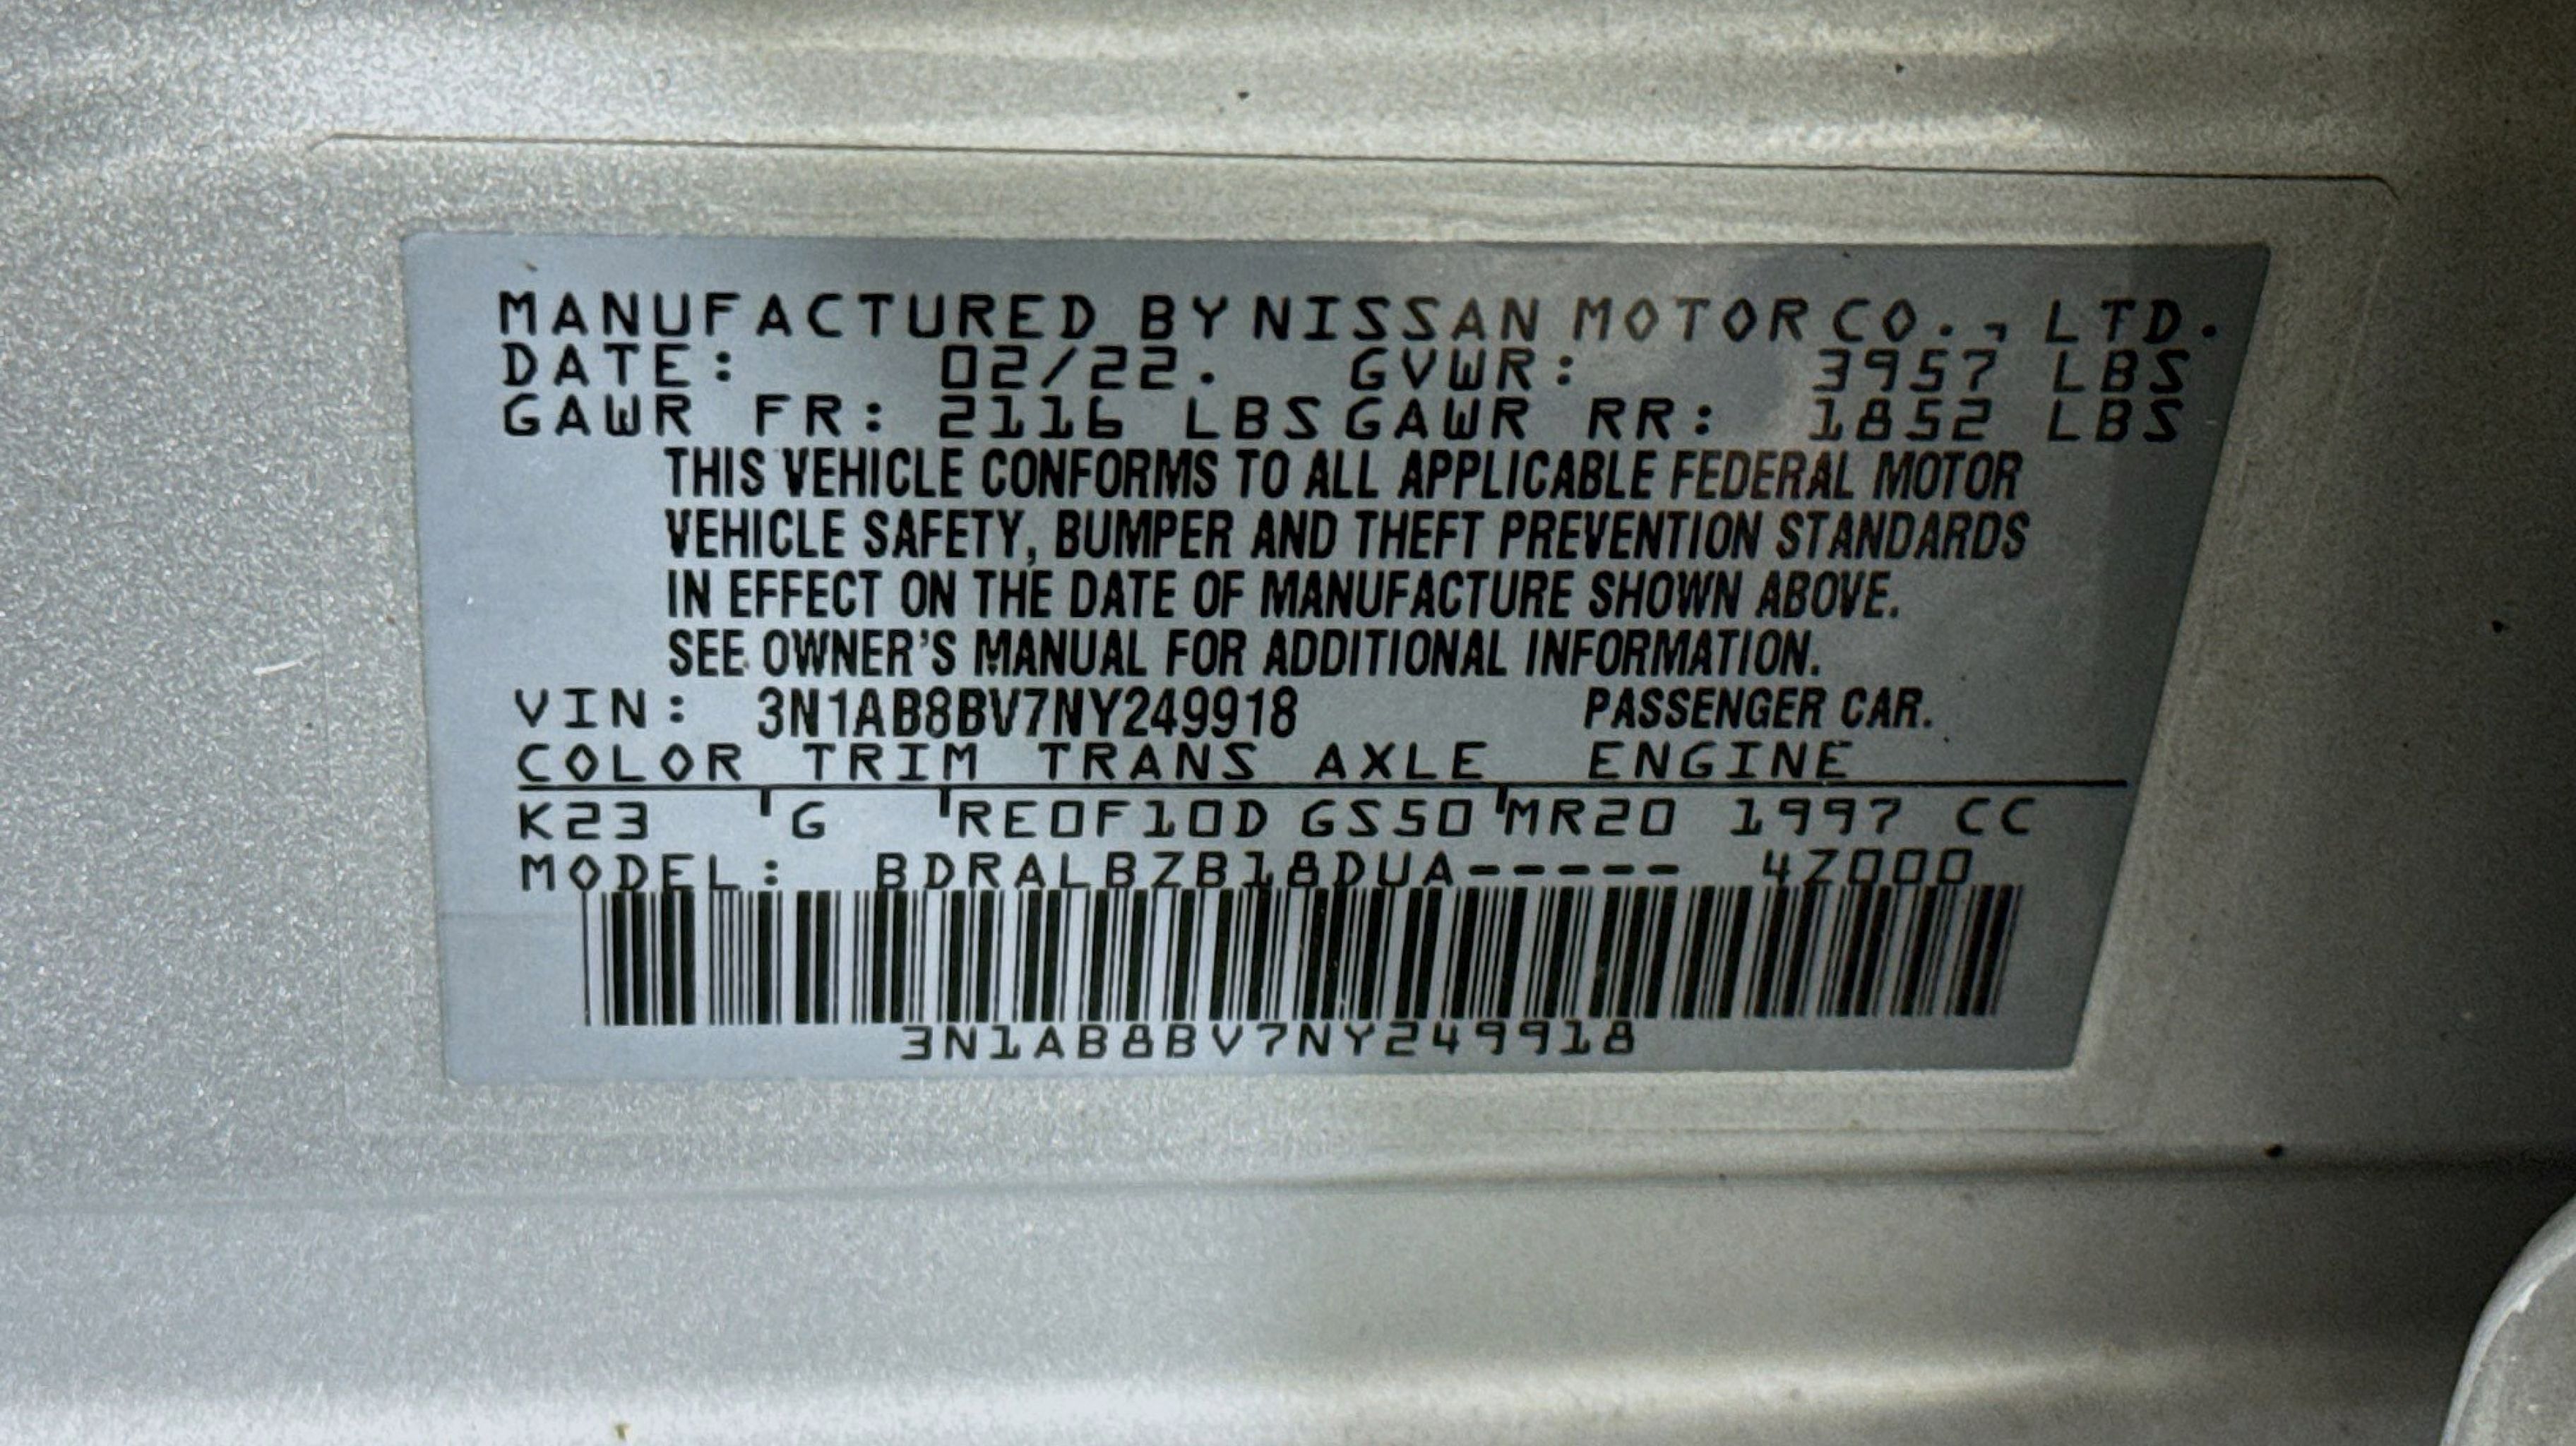 MANUFACTURED BY NISSAN MOTOR CO., LTD.
DATE: 02/22. GVWR: 3957 LBS
GAWR FR: 2116 LBS GAWR RR: 1852 LBS
THIS VEHICLE CONFORMS TO ALL APPLICABLE FEDERAL MOTOR
VEHICLE SAFETY, BUMPER AND THEFT PREVENTION STANDARDS
IN EFFECT ON THE DATE OF MANUFACTURE SHOWN ABOVE.
SEE OWNER'S MANUAL FOR ADDITIONAL INFORMATION.
VIN: 3N1AB8BV7NY249918 PASSENGER CAR.
COLOR TRIM TRANS AXLE ENGINE
K23 G RE0F10D GS50 MR20 1997 CC
MODEL: BDRALBZB18DUA----- 4Z000
3N1AB8BV7NY249918